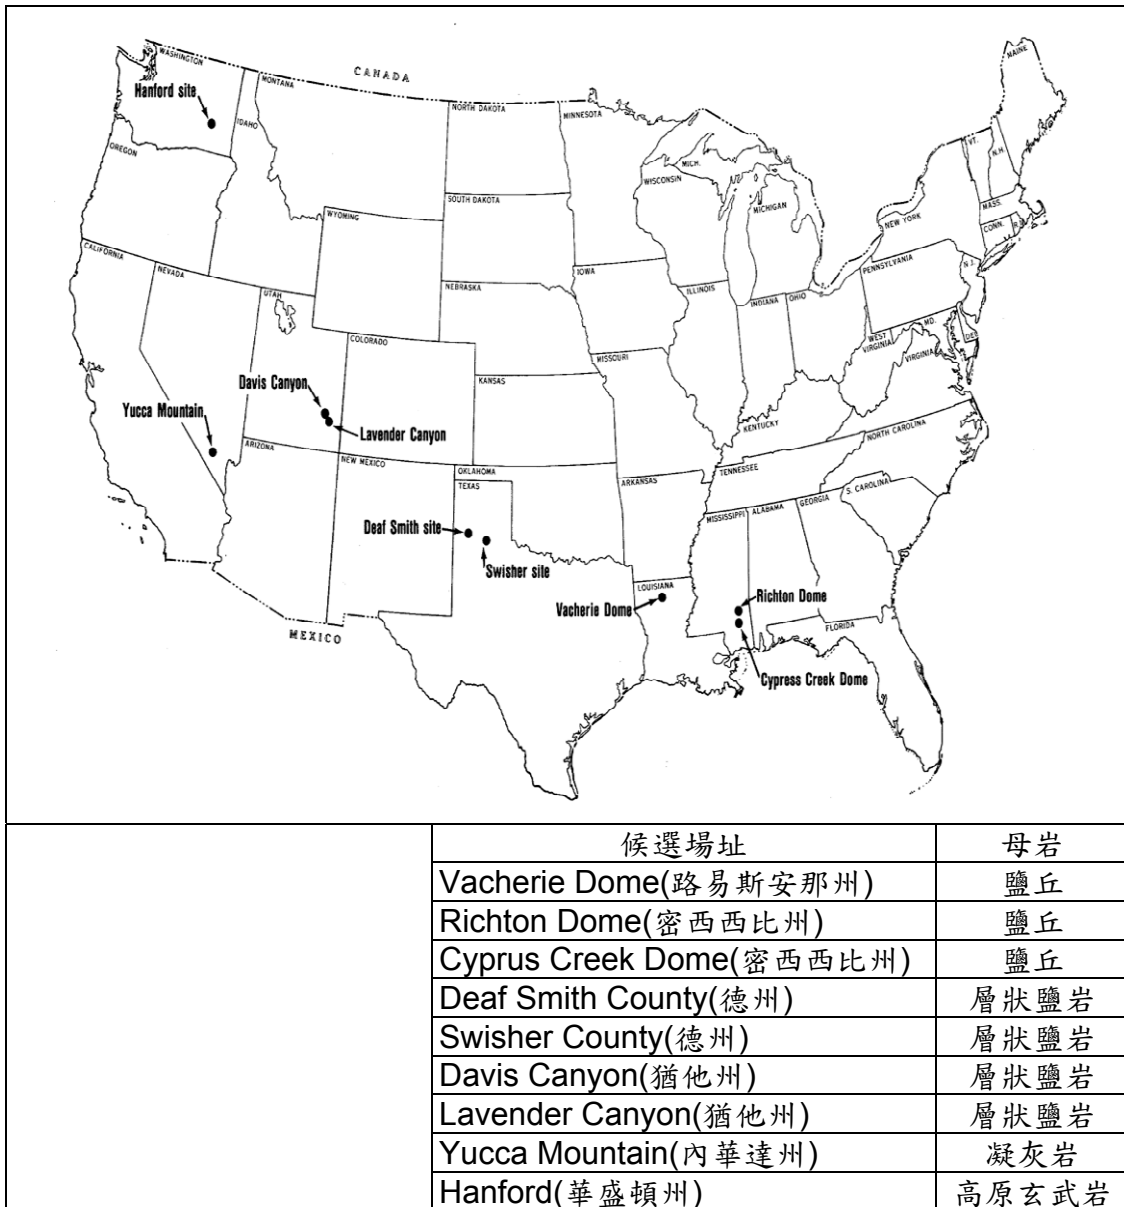 CANADA
WASHINGTON
Hanford site
MONTANA
IDAHO
NORTH DAKOTA
MINNESOTA
MAINE
OREGON
MICH.
WISCONSIN
MICHIGAN
VT.
N.H.
MASS.
CONN.
R.I.
NEW YORK
SOUTH DAKOTA
WYOMING
CALIFORNIA
NEVADA
UTAH
NEBRASKA
IOWA
ILLINOIS
INDIANA
OHIO
PENNSYLVANIA
N.J.
MD.
DEL
WEST
VIRGINIA
VIRGINIA
COLORADO
KANSAS
MISSOURI
KENTUCKY
Davis Canyon
Yucca Mountain
Lavender Canyon
ARIZONA
NEW MEXICO
OKLAHOMA
TEXAS
ARKANSAS
TENNESSEE
NORTH CAROLINA
S. CAROLINA
MISSISSIPPI
ALABAMA
GEORGIA
Deaf Smith site
Swisher site
LOUISIANA
Vacherie Dome
Richton Dome
FLORIDA
Cypress Creek Dome
MEXICO
候選場址 母岩
Vacherie Dome(路易斯安那州) 鹽丘
Richton Dome(密西西比州) 鹽丘
Cyprus Creek Dome(密西西比州) 鹽丘
Deaf Smith County(德州) 層狀鹽岩
Swisher County(德州) 層狀鹽岩
Davis Canyon(猶他州) 層狀鹽岩
Lavender Canyon(猶他州) 層狀鹽岩
Yucca Mountain(內華達州) 凝灰岩
Hanford(華盛頓州) 高原玄武岩